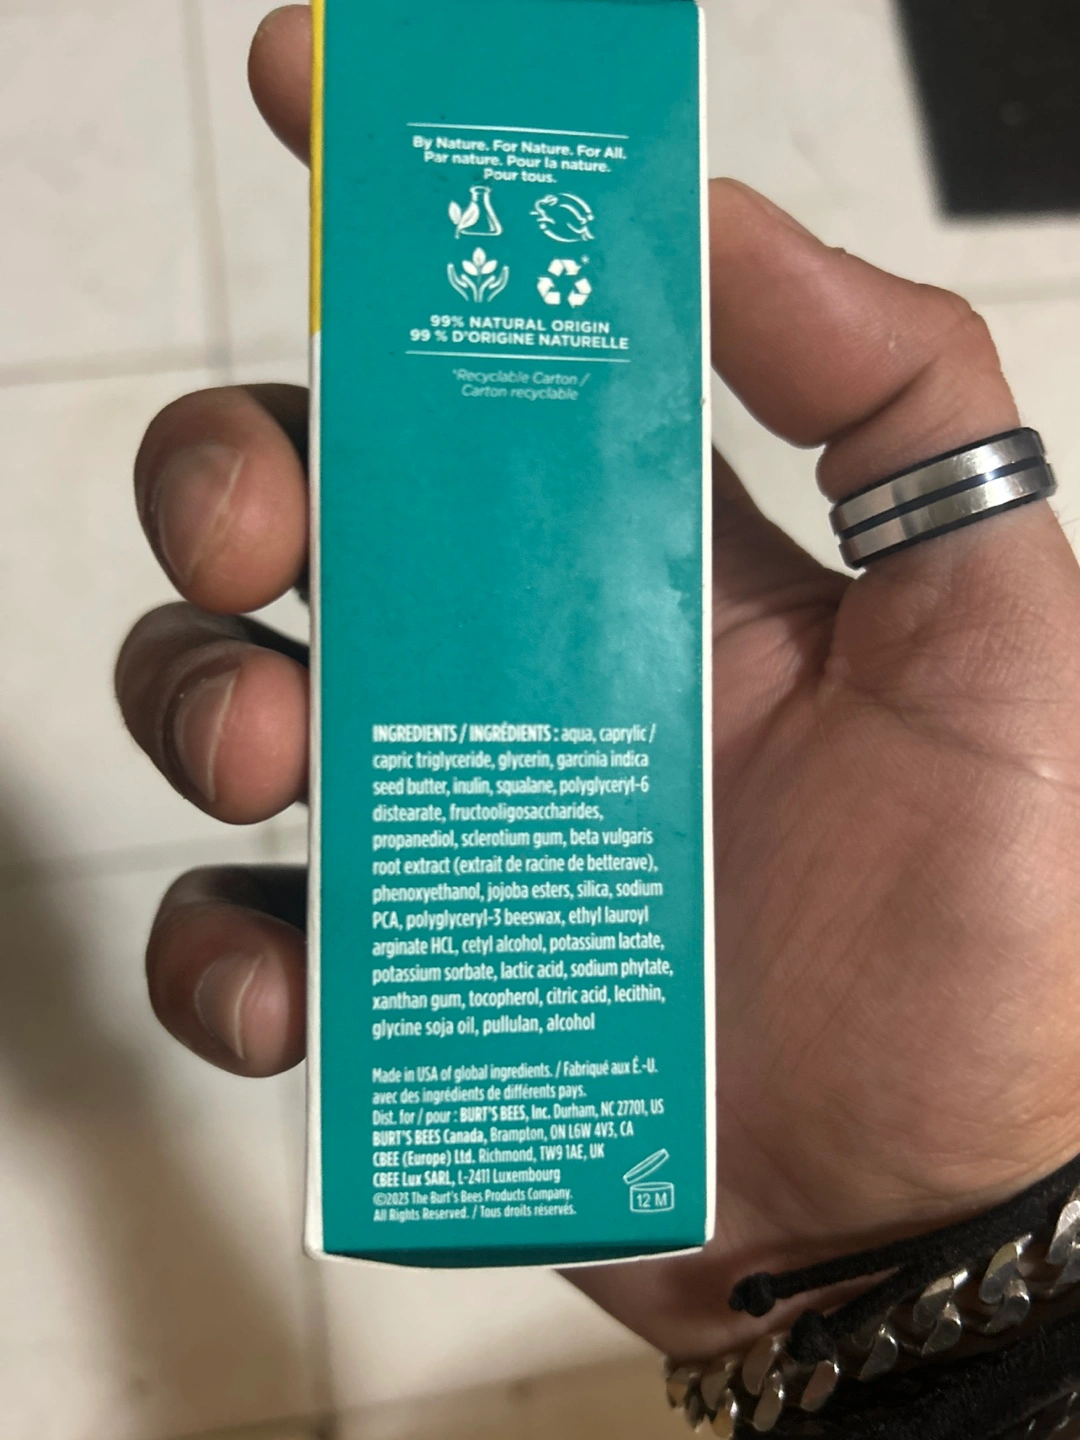 By Nature. For Nature. For All.
Par nature. Pour la nature.
Pour tous.
99% NATURAL ORIGIN
99 % D'ORIGINE NATURELLE
*Recyclable Carton /
Carton recyclable
INGREDIENTS / INGRÉDIENTS : aqua, caprylic /
capric triglyceride, glycerin, garcinia indica
seed butter, inulin, squalane, polyglyceryl-6
distearate, fructooligosaccharides,
propanediol, sclerotium gum, beta vulgaris
root extract (extrait de racine de betterave),
phenoxyethanol, jojoba esters, silica, sodium
PCA, polyglyceryl-3 beeswax, ethyl lauroyl
arginate HCL, cetyl alcohol, potassium lactate,
potassium sorbate, lactic acid, sodium phytate,
xanthan gum, tocopherol, citric acid, lecithin,
glycine soja oil, pullulan, alcohol
Made in USA of global ingredients. / Fabriqué aux É.-U.
avec des ingrédients de différents pays.
Dist. for / pour : BURT'S BEES, Inc. Durham, NC 27701, US
BURT'S BEES Canada, Brampton, ON L6W 4V3, CA
CBEE (Europe) Ltd. Richmond, TW9 1AE, UK
CBEE Lux SARL, L-2411 Luxembourg
©2023 The Burt's Bees Products Company.
All Rights Reserved. / Tous droits réservés.
12 M